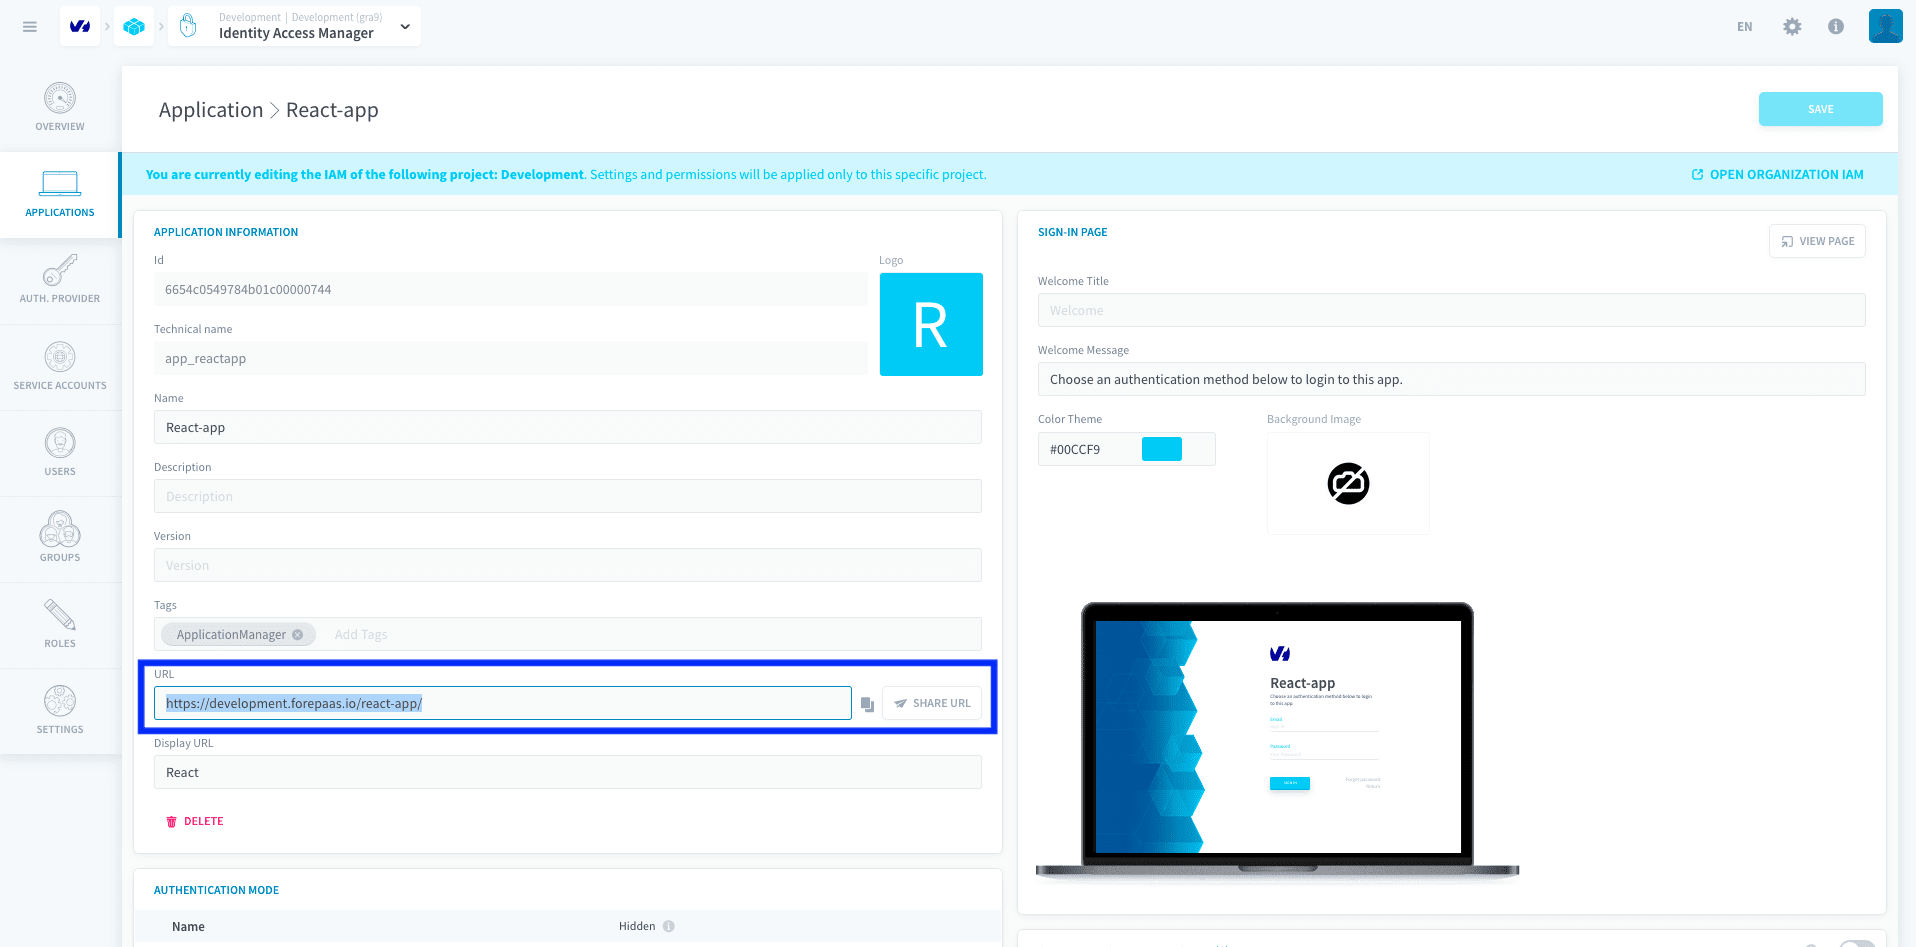 Development | Development (gra9)
Identity Access Manager
EN
OVERVIEW
APPLICATIONS
AUTH. PROVIDER
SERVICE ACCOUNTS
USERS
GROUPS
ROLES
SETTINGS
Application > React-app
SAVE
You are currently editing the IAM of the following project: Development. Settings and permissions will be applied only to this specific project.
OPEN ORGANIZATION IAM
APPLICATION INFORMATION
Id
6654c0549784b01c00000744
Logo
R
Technical name
app_reactapp
Name
React-app
Description
Description
Version
Version
Tags
ApplicationManager
Add Tags
URL
https://development.forepaas.io/react-app/
SHARE URL
Display URL
React
DELETE
AUTHENTICATION MODE
Name
Hidden
SIGN-IN PAGE
VIEW PAGE
Welcome Title
Welcome
Welcome Message
Choose an authentication method below to login to this app.
Color Theme
#00CCF9
Background Image
React-app
Choose an authentication method below to login
to this app.
Email
Password
SIGN IN
Forgot password